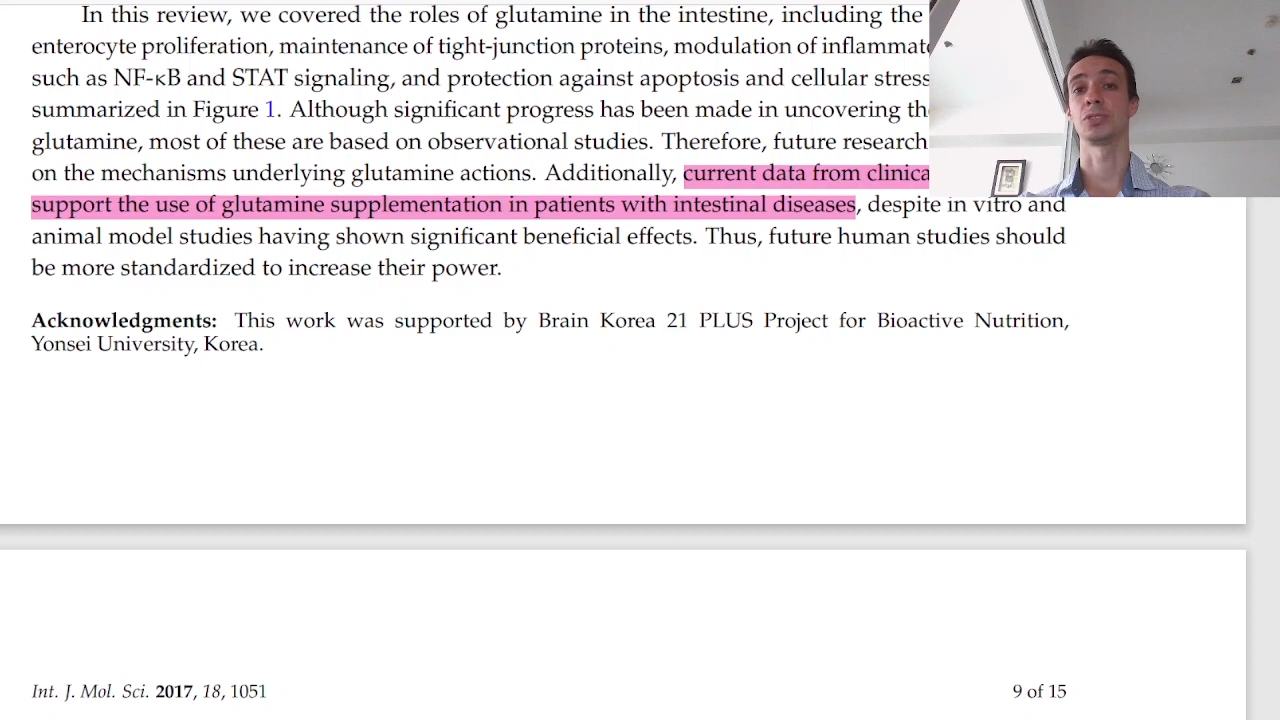 In this review, we covered the roles of glutamine in the intestine, including the
enterocyte proliferation, maintenance of tight-junction proteins, modulation of
such as NF-κB and STAT signaling, and protection against apoptosis and cellular stress
summarized in Figure 1. Although significant progress has been made in uncovering
glutamine, most of these are based on observational studies. Therefore, future research
on the mechanisms underlying glutamine actions. Additionally, current data from
support the use of glutamine supplementation in patients with intestinal diseases, despite in vitro and
animal model studies having shown significant beneficial effects. Thus, future human studies should
be more standardized to increase their power.
Acknowledgments: This work was supported by Brain Korea 21 PLUS Project for Bioactive Nutrition,
Yonsei University, Korea.
Int. J. Mol. Sci. 2017, 18, 1051 9 of 15